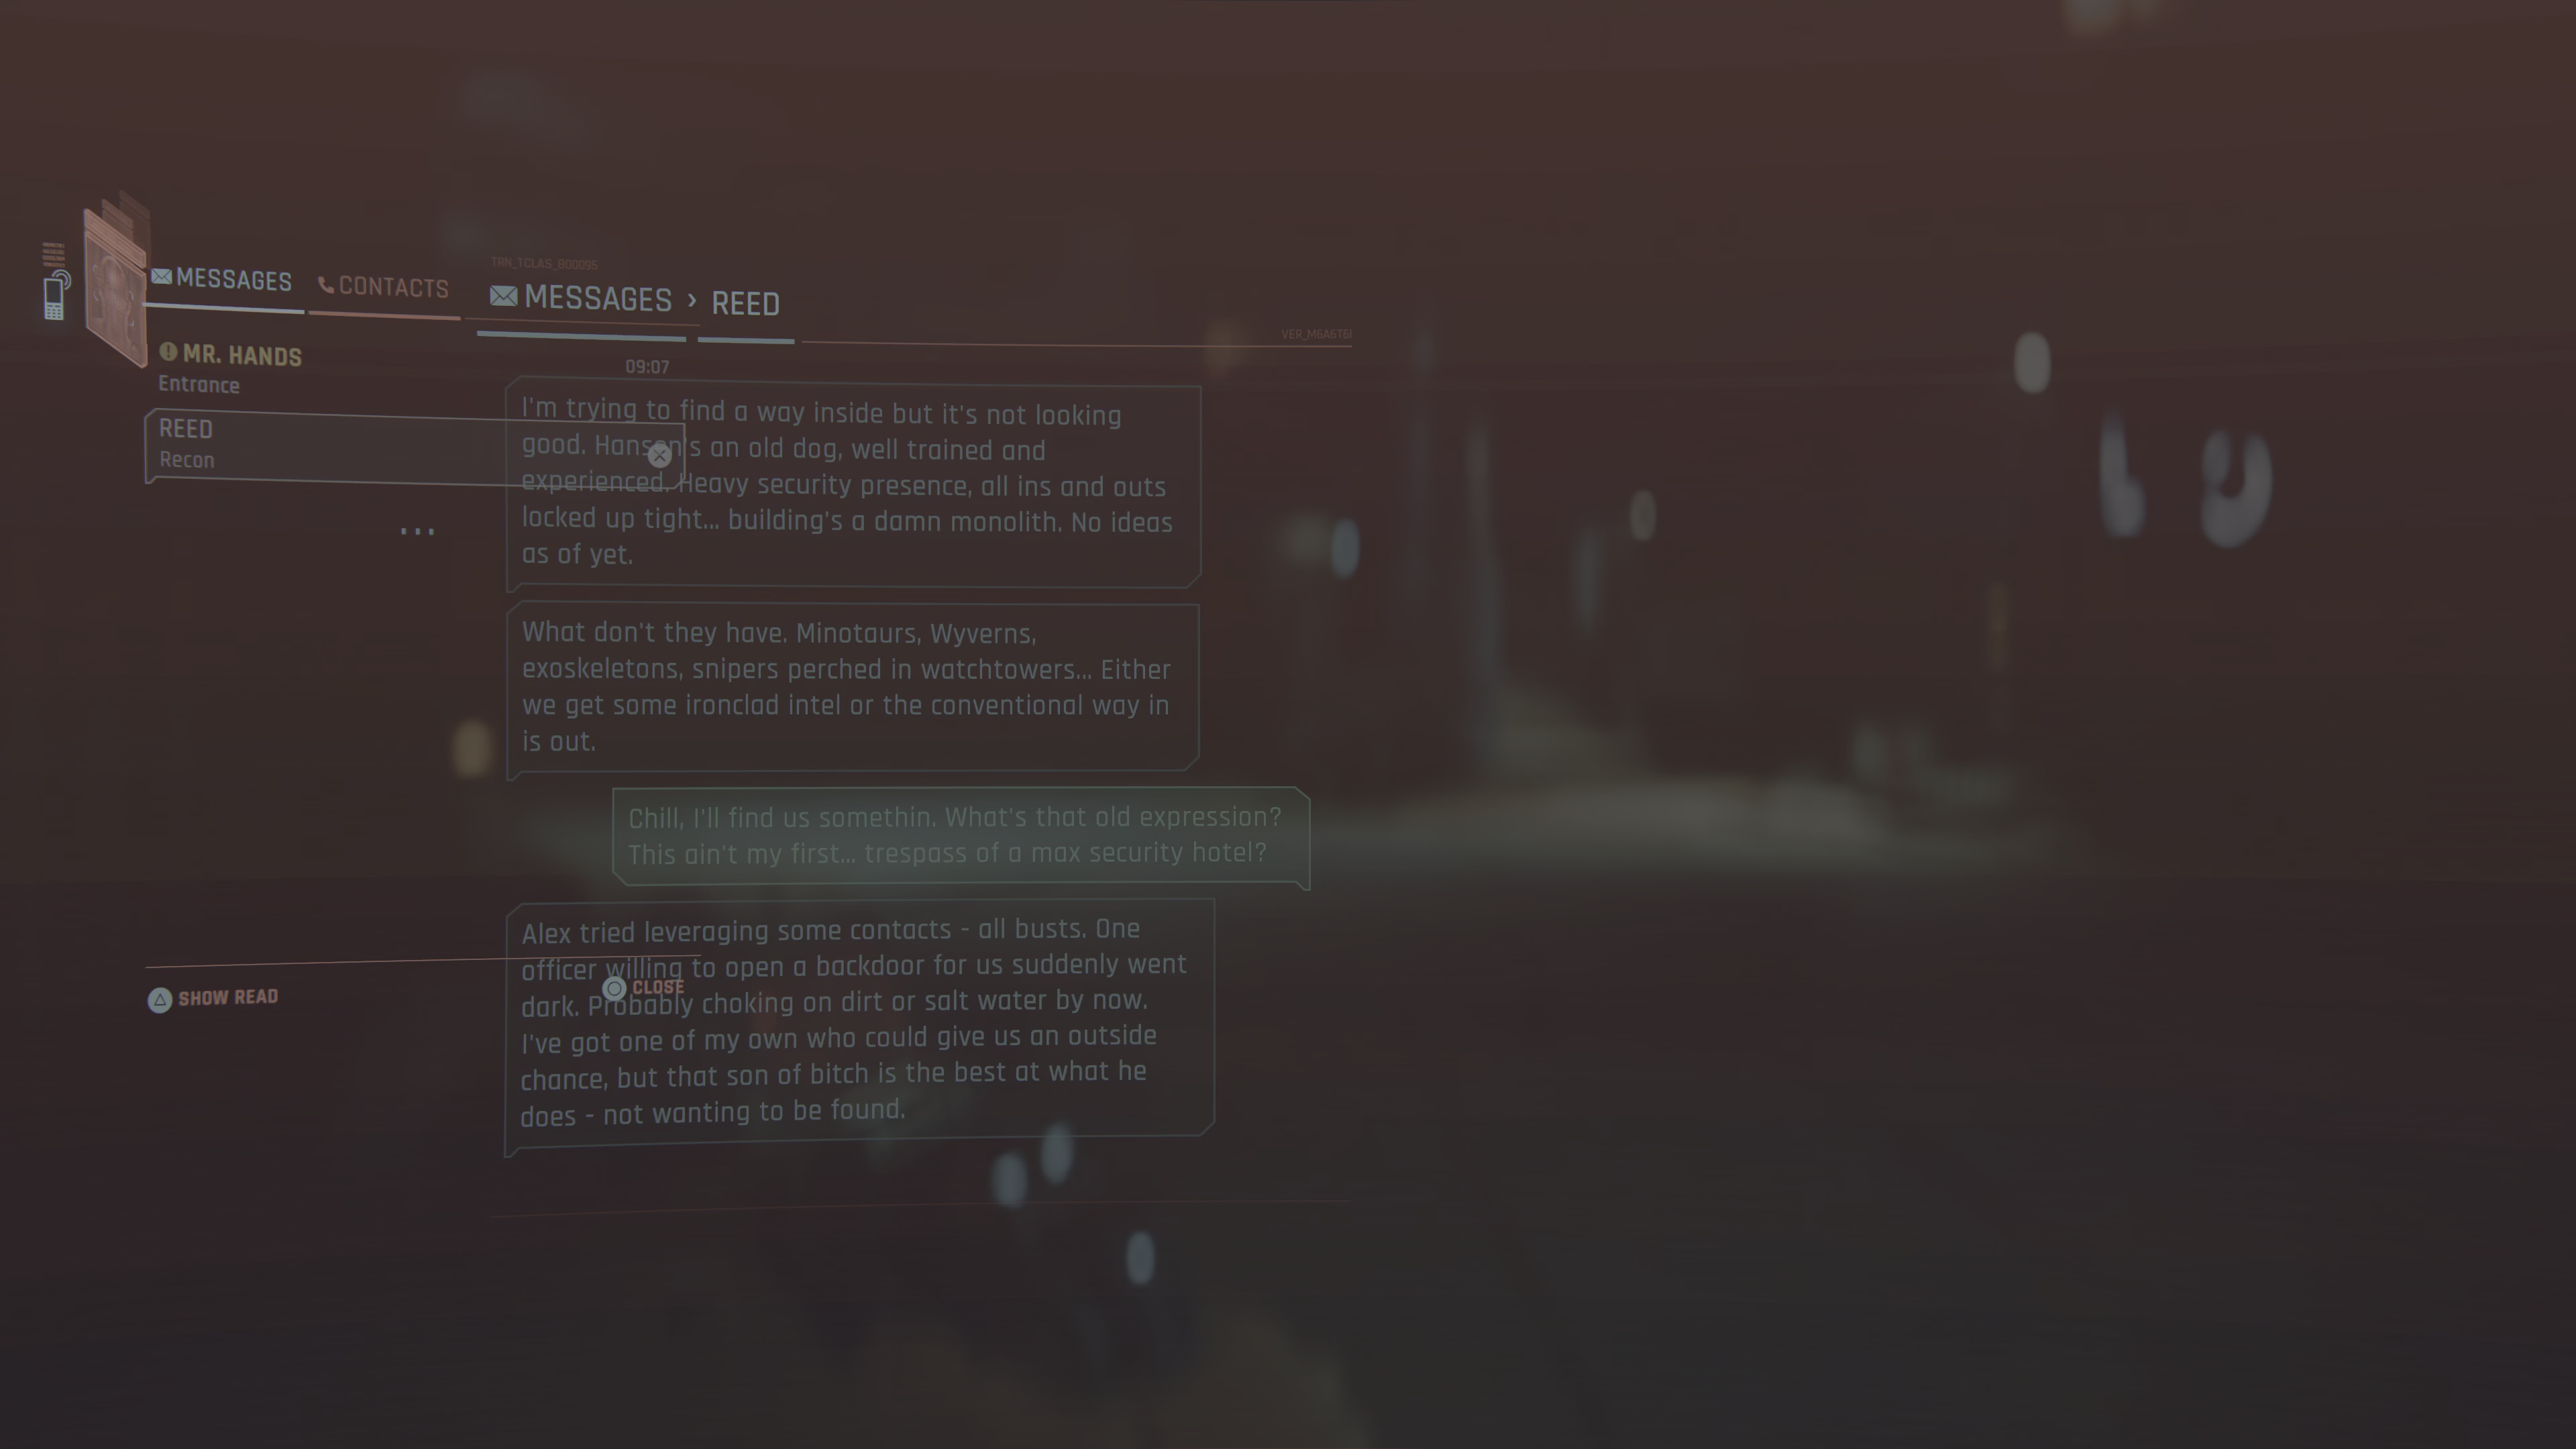 MESSAGES
CONTACTS
MR. HANDS
Entrance
REED
Recon
...
SHOW READ
CLOSE
TRN_TCLAS_800095
MESSAGES › REED
09:07
I'm trying to find a way inside but it's not looking
good. Hansen's an old dog, well trained and
experienced. Heavy security presence, all ins and outs
locked up tight... building's a damn monolith. No ideas
as of yet.
What don't they have. Minotaurs, Wyverns,
exoskeletons, snipers perched in watchtowers... Either
we get some ironclad intel or the conventional way in
is out.
Chill, I'll find us somethin. What's that old expression?
This ain't my first... trespass of a max security hotel?
Alex tried leveraging some contacts - all busts. One
officer willing to open a backdoor for us suddenly went
dark. Probably choking on dirt or salt water by now.
I've got one of my own who could give us an outside
chance, but that son of bitch is the best at what he
does - not wanting to be found.